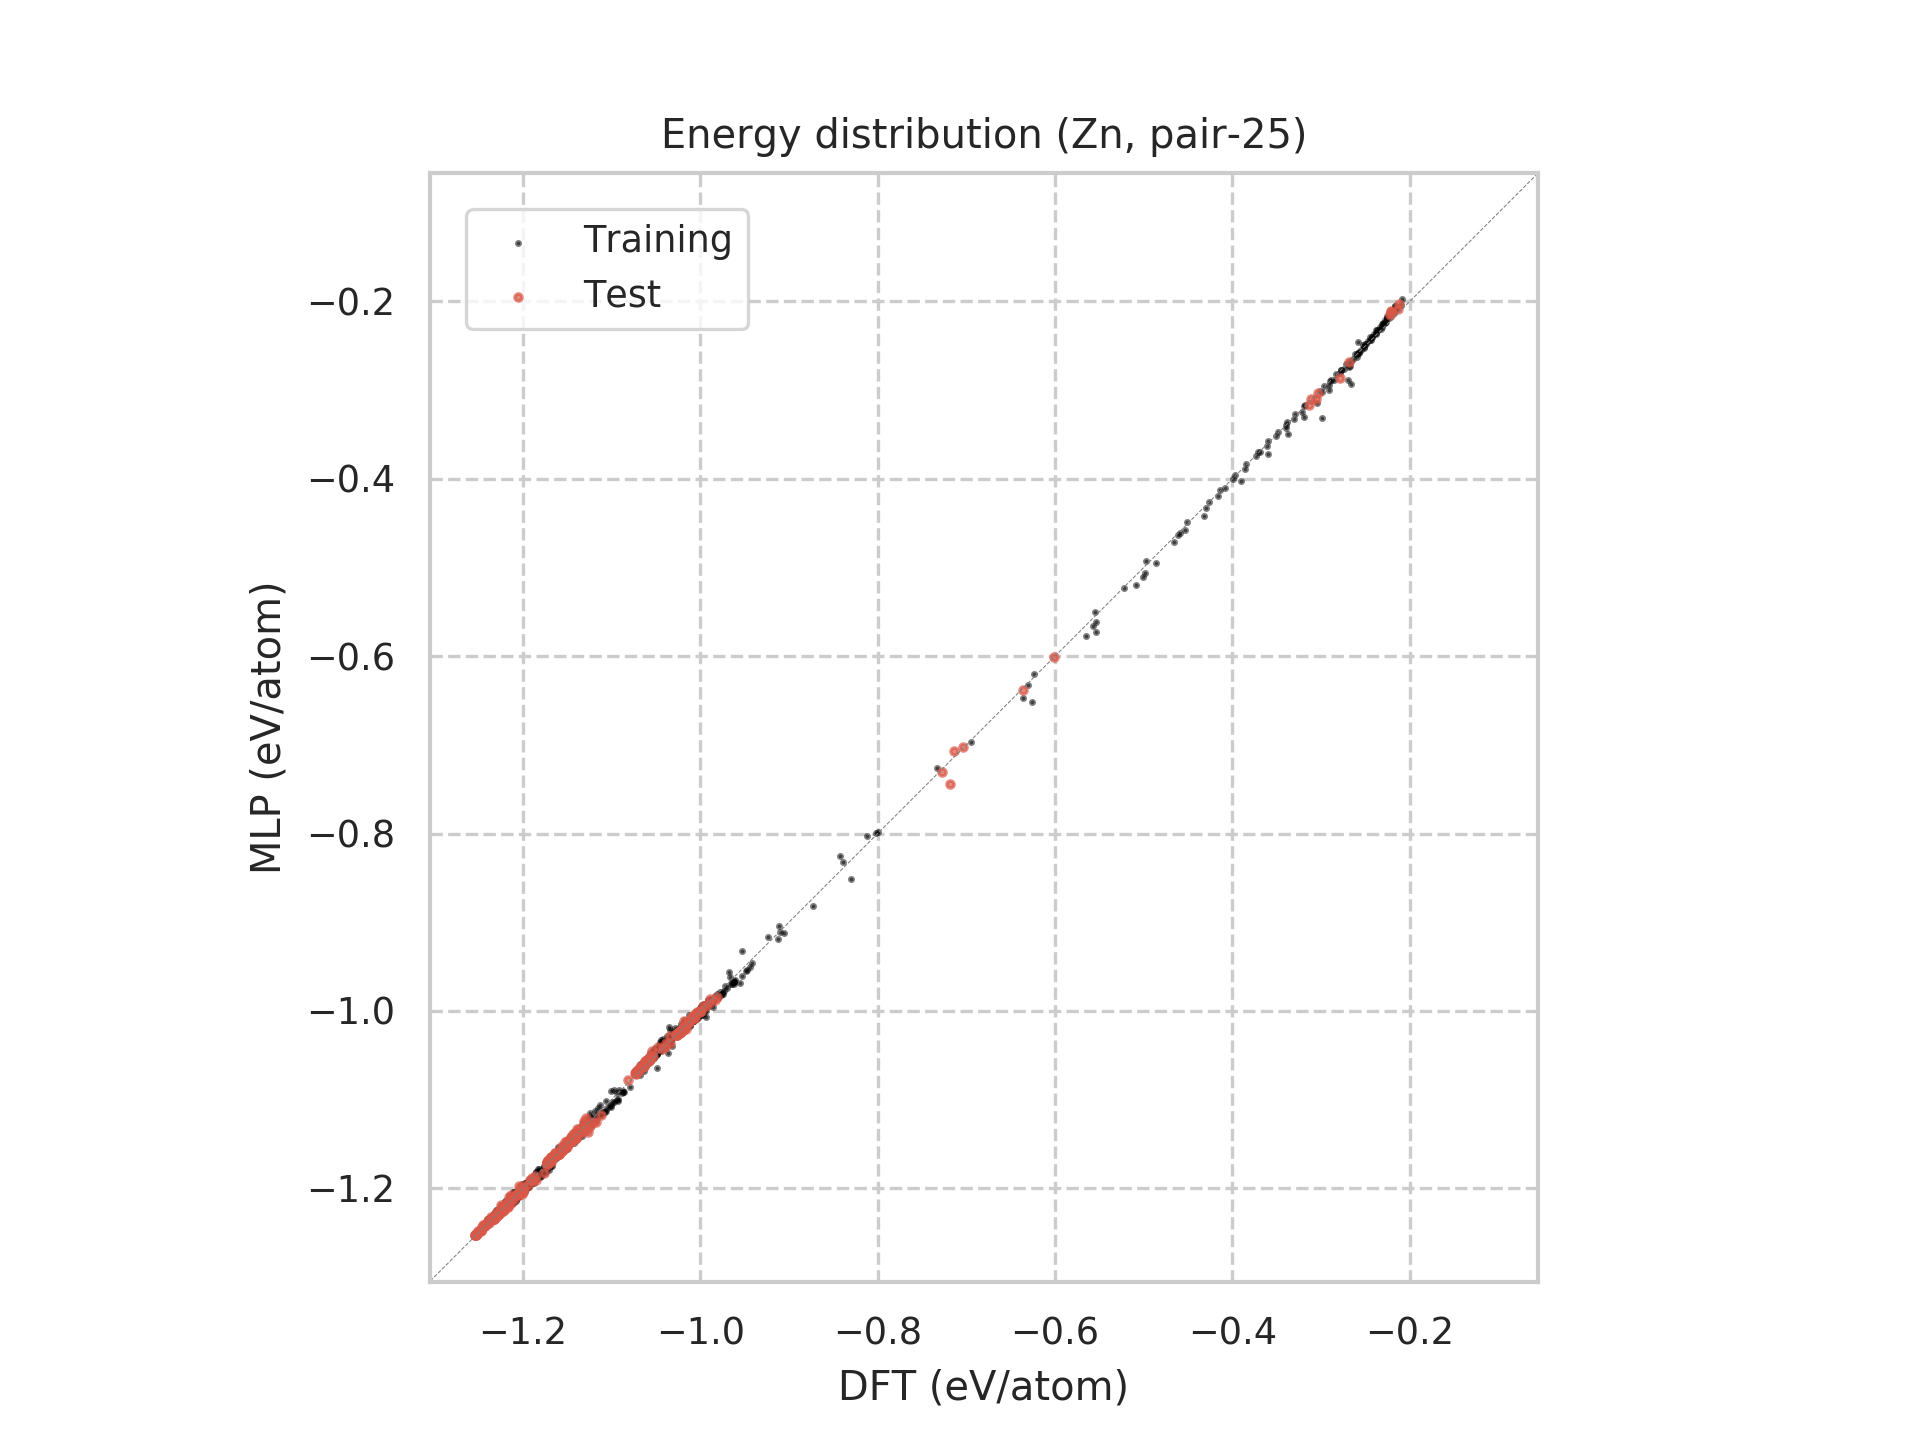 Energy distribution (Zn, pair-25)
Training
Test
MLP (eV/atom)
−0.2
−0.4
−0.6
−0.8
−1.0
−1.2
−1.2 −1.0 −0.8 −0.6 −0.4 −0.2
DFT (eV/atom)